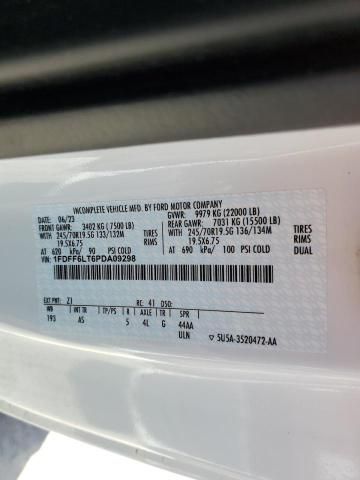 INCOMPLETE VEHICLE MFD. BY FORD MOTOR COMPANY
06/23 GVWR: 9979 KG (22000 LB)
FRONT GAWR: 3402 KG ( 7500 LB) REAR GAWR: 7031 KG (15500 LB)
WITH 245/70R19.5G 133/132M TIRES WITH 245/70R19.5G 136/134M TIRES
19.5X6.75 RIMS 19.5X6.75 RIMS
AT 620 kPa/ 90 PSI COLD AT 690 kPa/ 100 PSI COLD
VIN: 1FDFF6LT6PDA09298
EXT PNT: Z1 RC: 41 DSO:
WB INT TR TP/PS R AXLE TR SPR
193 AS 5 4L G 44AA
ULN 5U5A-3520472-AA